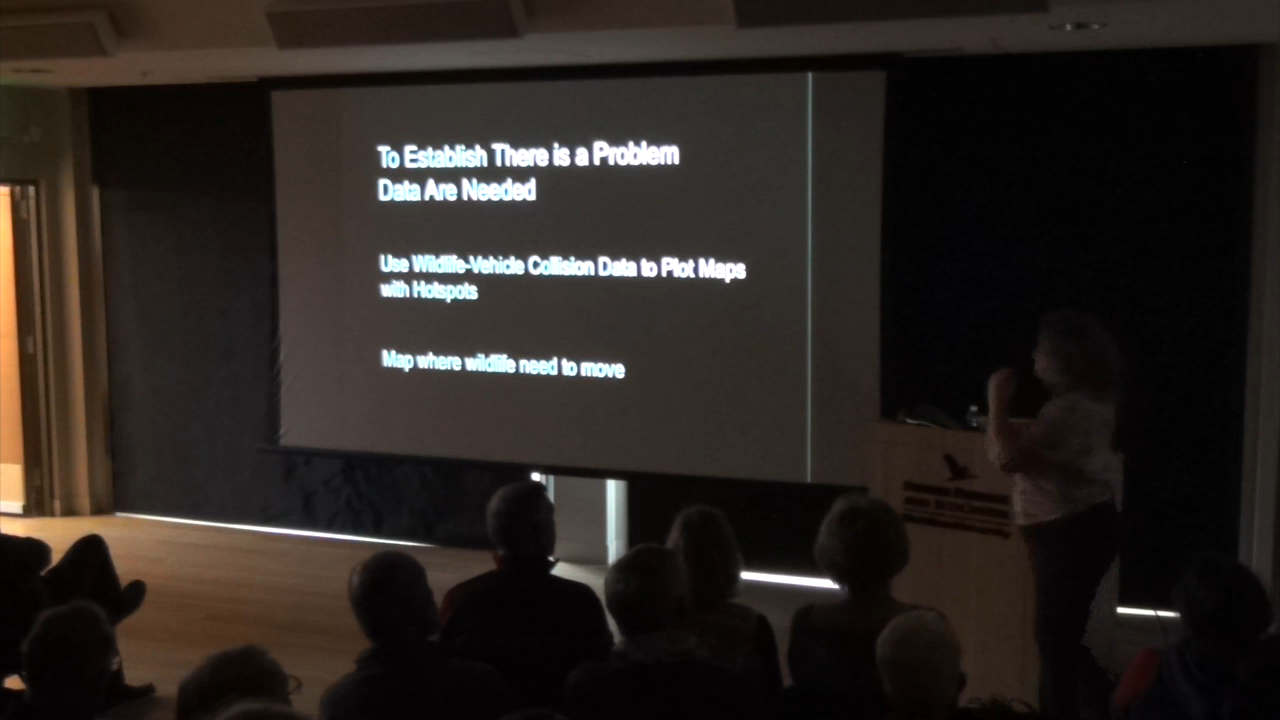 To Establish There is a Problem
Data Are Needed
Use Wildlife-Vehicle Collision Data to Plot Maps
with Hotspots
Map where wildlife need to move